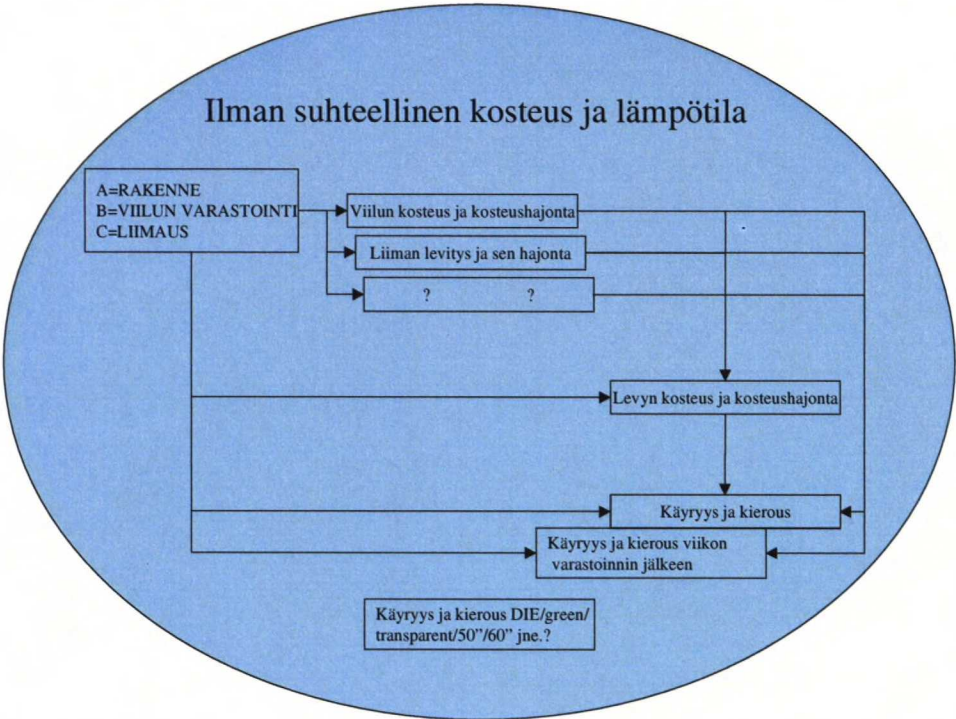 Ilman suhteellinen kosteus ja lämpötila
A=RAKENNE
B=VIILUN VARASTOINTI
C=LIIMAUS
Viilun kosteus ja kosteushajonta
Liiman levitys ja sen hajonta
? ?
Levyn kosteus ja kosteushajonta
Käyryys ja kierous
Käyryys ja kierous viikon
varastoinnin jälkeen
Käyryys ja kierous DIE/green/
transparent/50”/60” jne.?